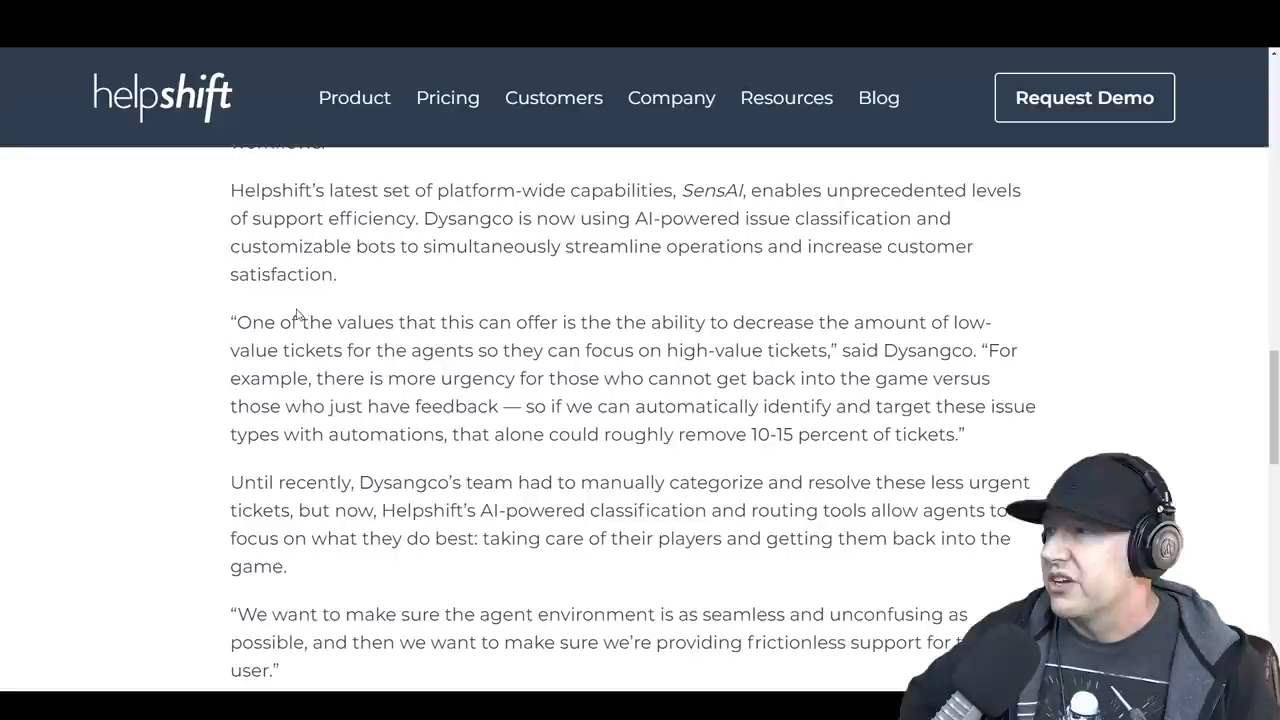 helpshift
Product Pricing Customers Company Resources Blog
Request Demo
workflows.
Helpshift’s latest set of platform-wide capabilities, SensAI, enables unprecedented levels
of support efficiency. Dysangco is now using AI-powered issue classification and
customizable bots to simultaneously streamline operations and increase customer
satisfaction.
“One of the values that this can offer is the the ability to decrease the amount of low-
value tickets for the agents so they can focus on high-value tickets,” said Dysangco. “For
example, there is more urgency for those who cannot get back into the game versus
those who just have feedback — so if we can automatically identify and target these issue
types with automations, that alone could roughly remove 10-15 percent of tickets.”
Until recently, Dysangco’s team had to manually categorize and resolve these less urgent
tickets, but now, Helpshift’s AI-powered classification and routing tools allow agents to
focus on what they do best: taking care of their players and getting them back into the
game.
“We want to make sure the agent environment is as seamless and unconfusing as
possible, and then we want to make sure we’re providing frictionless support for
user.”